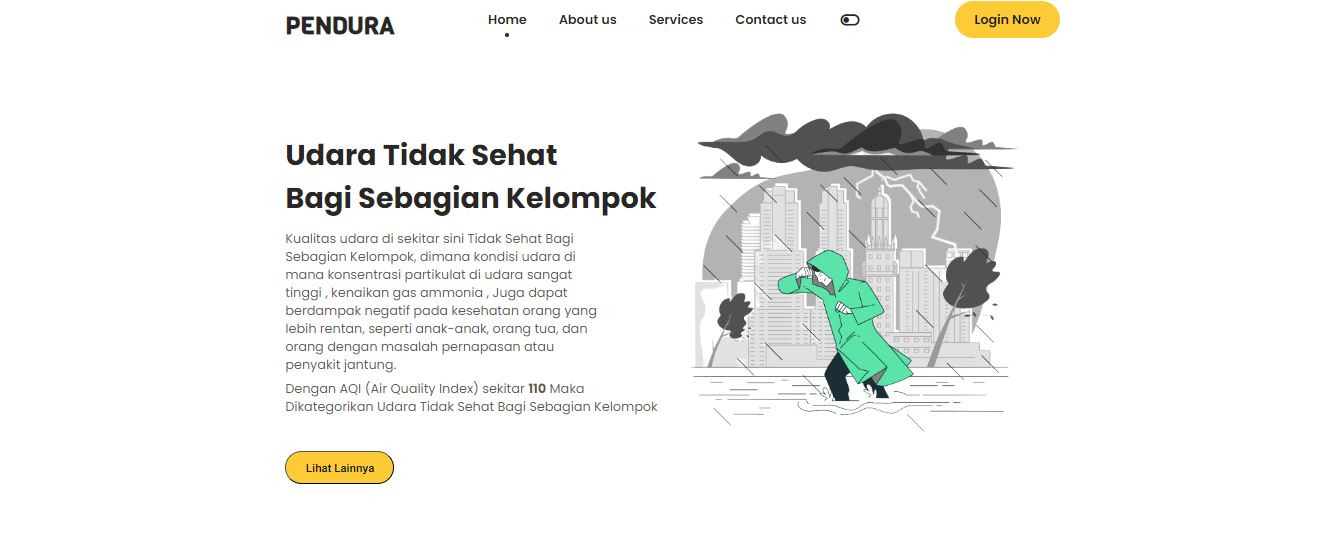 PENDURA
Home
About us
Services
Contact us
Login Now
Udara Tidak Sehat
Bagi Sebagian Kelompok
Kualitas udara di sekitar sini Tidak Sehat Bagi
Sebagian Kelompok, dimana kondisi udara di
mana konsentrasi partikulat di udara sangat
tinggi , kenaikan gas ammonia , Juga dapat
berdampak negatif pada kesehatan orang yang
lebih rentan, seperti anak-anak, orang tua, dan
orang dengan masalah pernapasan atau
penyakit jantung.
Dengan AQI (Air Quality Index) sekitar 110 Maka
Dikategorikan Udara Tidak Sehat Bagi Sebagian Kelompok
Lihat Lainnya